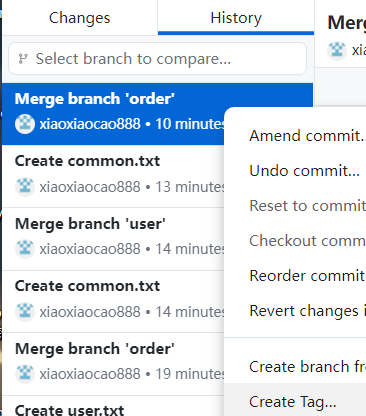 Changes
History
Select branch to compare...
Merge branch 'order'
xiaoxiaocao888 • 10 minutes
Create common.txt
xiaoxiaocao888 • 13 minutes
Merge branch 'user'
xiaoxiaocao888 • 14 minutes
Create common.txt
xiaoxiaocao888 • 14 minutes
Merge branch 'order'
xiaoxiaocao888 • 19 minutes
Create user.txt
Amend commit...
Undo commit...
Reset to commit
Checkout comm
Reorder commit
Revert changes i
Create branch fr
Create Tag...
Merg
xia